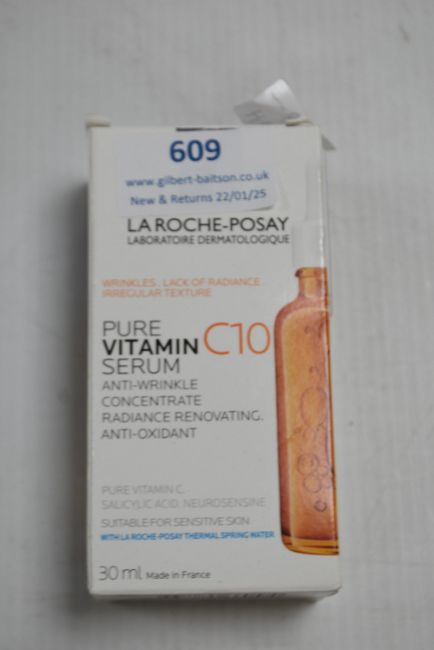 609
www.gilbert-baitson.co.uk
New & Returns 22/01/25
LA ROCHE-POSAY
LABORATOIRE DERMATOLOGIQUE
WRINKLES. LACK OF RADIANCE.
IRREGULAR TEXTURE
PURE
VITAMIN C10
SERUM
ANTI-WRINKLE
CONCENTRATE
RADIANCE RENOVATING.
ANTI-OXIDANT
PURE VITAMIN C.
SALICYLIC ACID. NEUROSENSINE
SUITABLE FOR SENSITIVE SKIN
WITH LA ROCHE-POSAY THERMAL SPRING WATER
30 ml Made in France